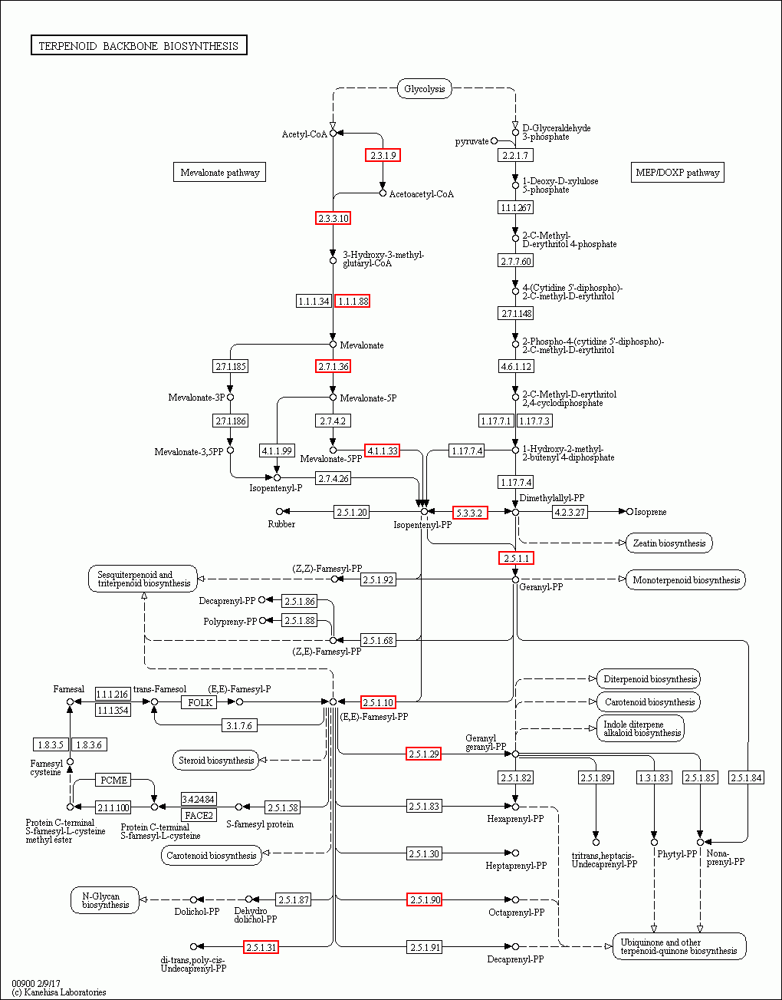 TERPENOID BACKBONE BIOSYNTHESIS
Glycolysis
Acetyl-CoA
D-Glyceraldehyde
3-phosphate
pyruvate
2.3.1.9
2.2.1.7
Mevalonate pathway
MEP/DOXP pathway
1-Deoxy-D-xylulose
5-phosphate
Acetoacetyl-CoA
1.1.1.267
2.3.3.10
2-C-Methyl-
D-erythritol 4-phosphate
3-Hydroxy-3-methyl-
glutaryl-CoA
2.7.7.60
4-(Cytidine 5'-diphospho)-
2-C-methyl-D-erythritol
1.1.1.34
1.1.1.88
2.7.1.148
Mevalonate
2-Phospho-4-(cytidine 5'-diphospho)-
2-C-methyl-D-erythritol
2.7.1.185
2.7.1.36
4.6.1.12
Mevalonate-3P
Mevalonate-5P
2-C-Methyl-D-erythritol
2,4-cyclodiphosphate
2.7.1.186
2.7.4.2
1.17.7.1
1.17.7.3
Mevalonate-3,5PP
4.1.1.99
Mevalonate-5PP
4.1.1.33
1.17.7.4
1-Hydroxy-2-methyl-
2-butenyl 4-diphosphate
Isopentenyl-P
2.7.4.26
1.17.7.4
Dimethylallyl-PP
Rubber
2.5.1.20
Isopentenyl-PP
5.3.3.2
4.2.3.27
Isoprene
Zeatin biosynthesis
2.5.1.1
Sesquiterpenoid and
triterpenoid biosynthesis
(Z,Z)-Farnesyl-PP
2.5.1.92
Geranyl-PP
Monoterpenoid biosynthesis
Decaprenyl-PP
2.5.1.86
Polypreny-PP
2.5.1.88
(Z,E)-Farnesyl-PP
2.5.1.68
Farnesal
1.1.1.216
1.1.1.354
trans-Farnesol
FOLK
(E,E)-Farnesyl-P
2.5.1.10
(E,E)-Farnesyl-PP
Diterpenoid biosynthesis
Carotenoid biosynthesis
Indole diterpene
alkaloid biosynthesis
3.1.7.6
1.8.3.5
1.8.3.6
Geranyl
geranyl-PP
Farnesyl
cysteine
Steroid biosynthesis
2.5.1.29
PCME
2.5.1.82
2.5.1.89
1.3.1.83
2.5.1.85
2.5.1.84
2.1.1.100
3.4.24.84
FACE2
2.5.1.58
2.5.1.83
Protein C-terminal
S-farnesyl-L-cysteine
methyl ester
Protein C-terminal
S-farnesyl-L-cysteine
S-farnesyl protein
Hexaprenyl-PP
Carotenoid biosynthesis
2.5.1.30
Heptaprenyl-PP
tritrans,heptacis-
Undecaprenyl-PP
Phytyl-PP
Nona-
prenyl-PP
N-Glycan
biosynthesis
Dolichol-PP
Dehydro
dolichol-PP
2.5.1.87
2.5.1.90
Octaprenyl-PP
2.5.1.31
di-trans,poly-cis-
Undecaprenyl-PP
2.5.1.91
Decaprenyl-PP
Ubiquinone and other
terpenoid-quinone biosynthesis
00900 2/9/17
(c) Kanehisa Laboratories